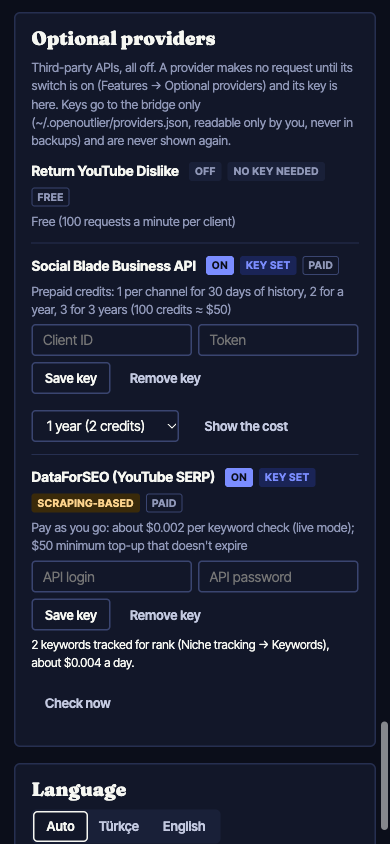 Optional providers
Third-party APIs, all off. A provider makes no request until its
switch is on (Features → Optional providers) and its key is
here. Keys go to the bridge only
(~/.openoutlier/providers.json, readable only by you, never in
backups) and are never shown again.
Return YouTube Dislike OFF NO KEY NEEDED
FREE
Free (100 requests a minute per client)
Social Blade Business API ON KEY SET PAID
Prepaid credits: 1 per channel for 30 days of history, 2 for a
year, 3 for 3 years (100 credits ≈ $50)
Client ID Token
Save key Remove key
1 year (2 credits) Show the cost
DataForSEO (YouTube SERP) ON KEY SET
SCRAPING-BASED PAID
Pay as you go: about $0.002 per keyword check (live mode);
$50 minimum top-up that doesn't expire
API login API password
Save key Remove key
2 keywords tracked for rank (Niche tracking → Keywords),
about $0.004 a day.
Check now
Language
Auto Türkçe English